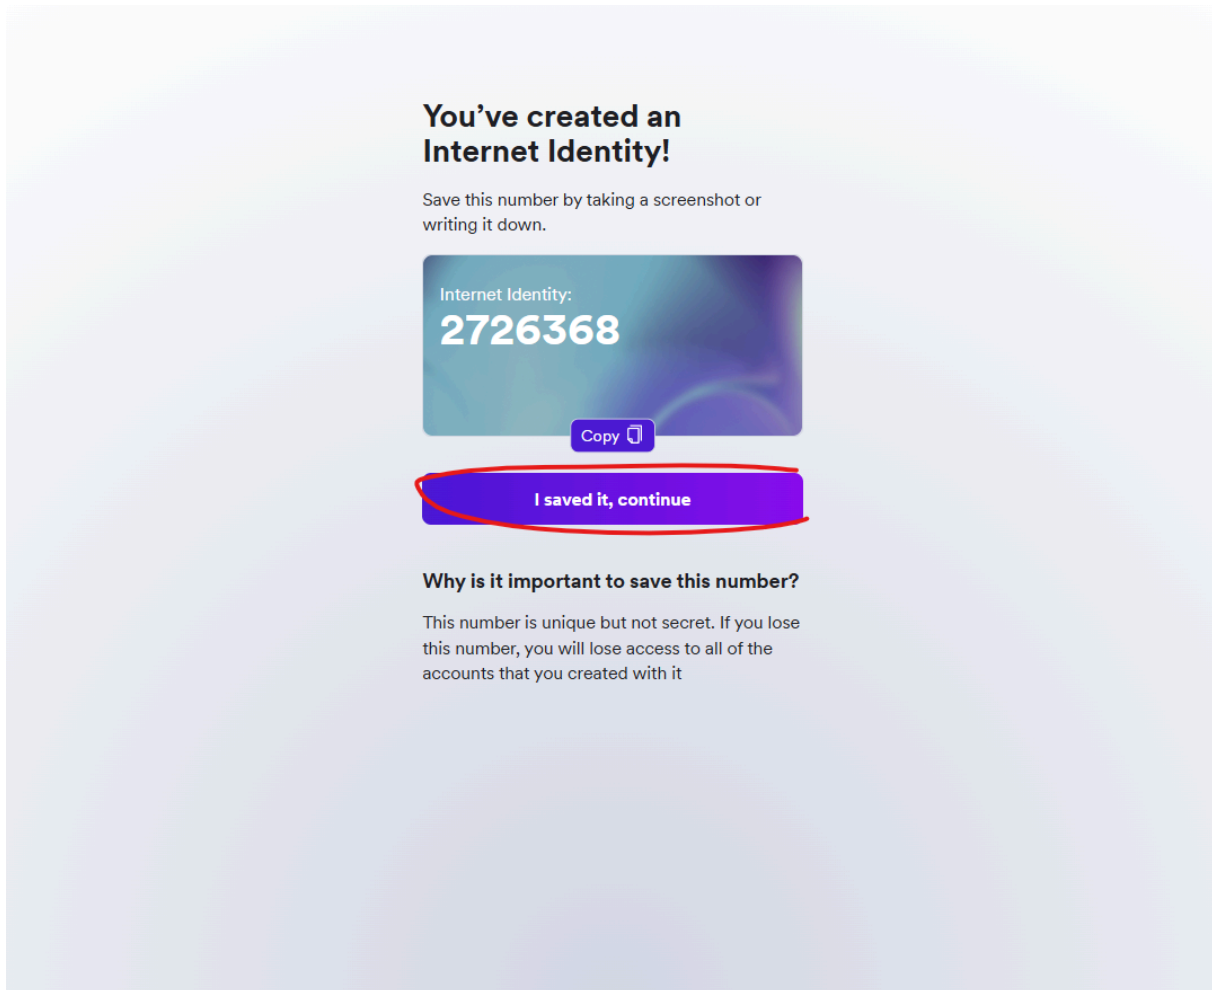 You’ve created an
Internet Identity!
Save this number by taking a screenshot or
writing it down.
Internet Identity:
2726368
Copy
I saved it, continue
Why is it important to save this number?
This number is unique but not secret. If you lose
this number, you will lose access to all of the
accounts that you created with it